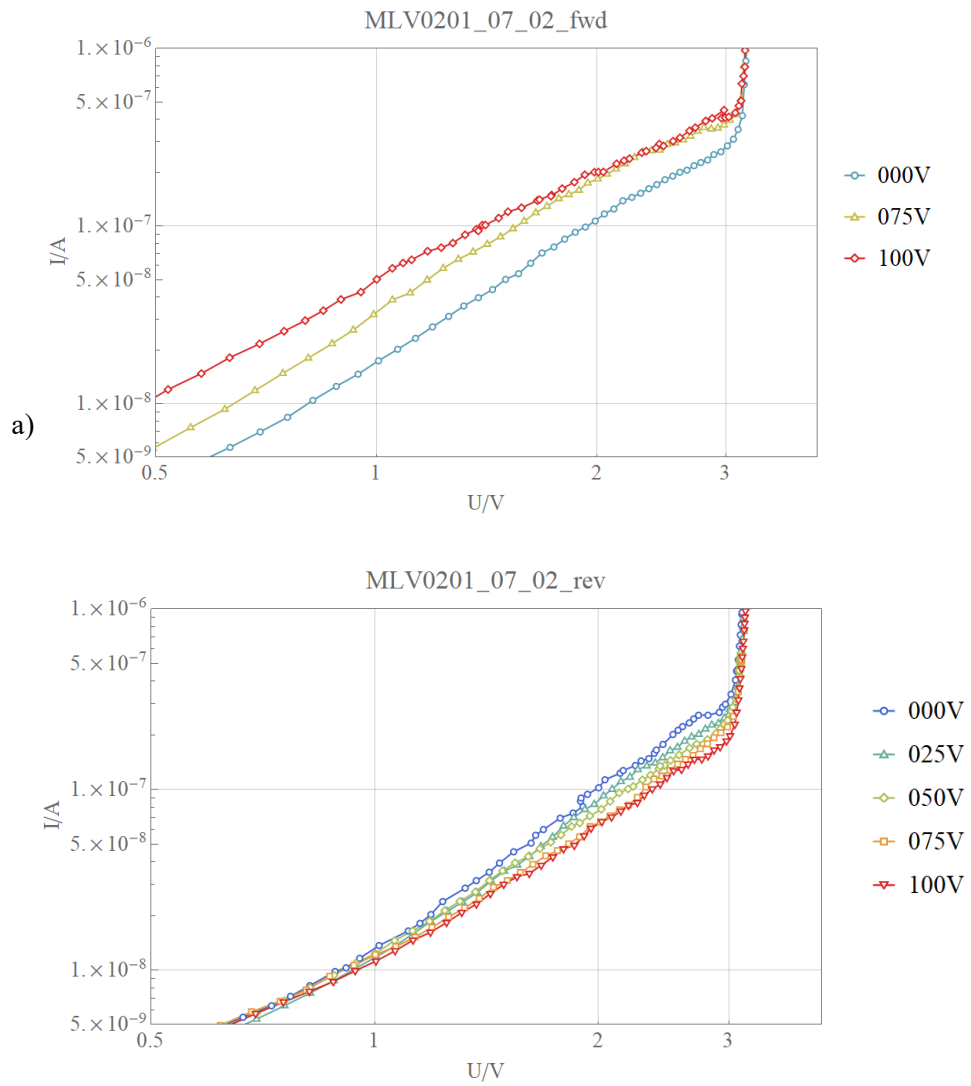 MLV0201_07_02_fwd
1.×10⁻⁶
5.×10⁻⁷
1.×10⁻⁷
5.×10⁻⁸
1.×10⁻⁸
5.×10⁻⁹
I/A
0.5 1 2 3
U/V
000V
075V
100V
a)
MLV0201_07_02_rev
1.×10⁻⁶
5.×10⁻⁷
1.×10⁻⁷
5.×10⁻⁸
1.×10⁻⁸
5.×10⁻⁹
I/A
0.5 1 2 3
U/V
000V
025V
050V
075V
100V